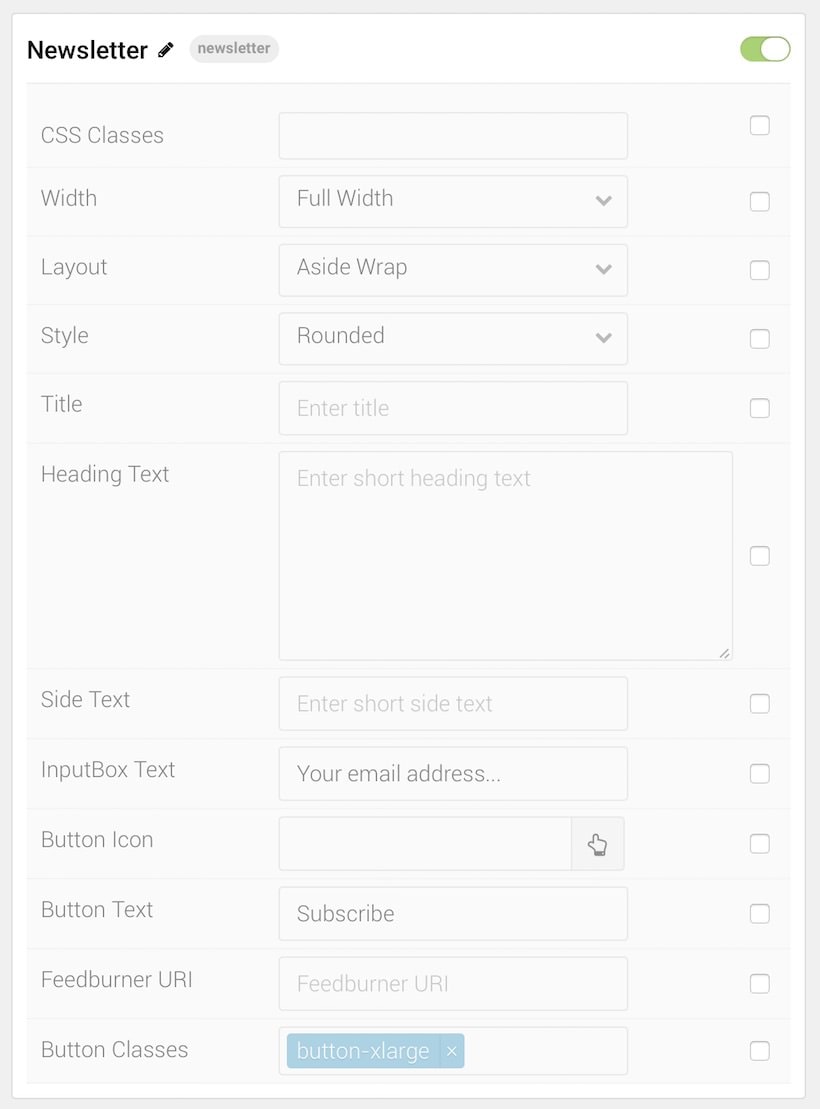 Newsletter newsletter
CSS Classes
Width Full Width
Layout Aside Wrap
Style Rounded
Title Enter title
Heading Text Enter short heading text
Side Text Enter short side text
InputBox Text Your email address...
Button Icon
Button Text Subscribe
Feedburner URI Feedburner URI
Button Classes button-xlarge ×